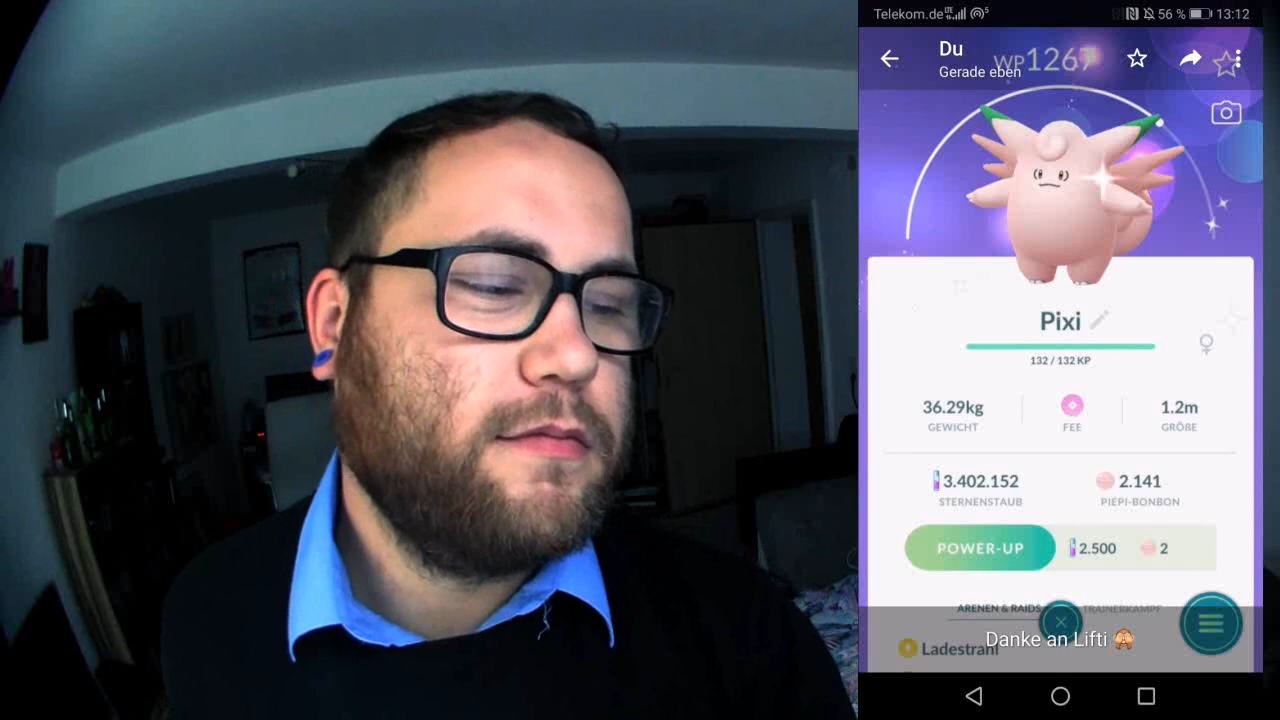 Telekom.de LTE 56 % 13:12
Du
Gerade eben
WP1267
Pixi
132 / 132 KP
36.29kg
GEWICHT
FEE
1.2m
GRÖßE
3.402.152
STERNENSTAUB
2.141
PIEPI-BONBON
POWER-UP
2.500
2
ARENEN & RAIDS
TRAINERKAMPF
Danke an Lifti 🙈
Ladestrahl